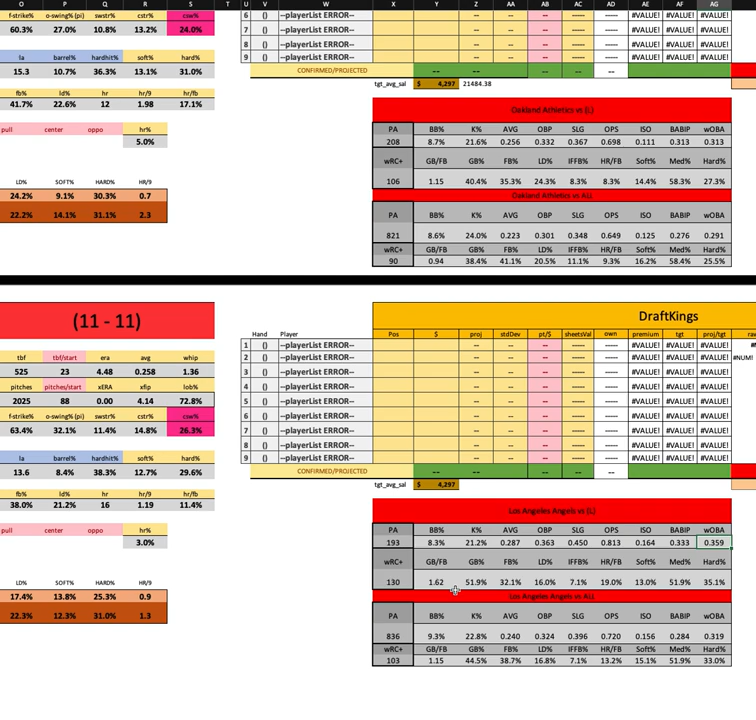 O P Q R S T U V W X Y Z AA AB AC AD AE AF AG
f-strike% o-swing% (pi) swstr% cstr% csw% 6 () --playerList ERROR-- -- -- -- ----- -- #VALUE! #VALUE! #VALUE!
60.3% 27.0% 10.8% 13.2% 24.0% 7 () --playerList ERROR-- -- -- -- ----- -- #VALUE! #VALUE! #VALUE!
8 () --playerList ERROR-- -- -- -- ----- -- #VALUE! #VALUE! #VALUE!
la barrel% hardhit% soft% hard% 9 () --playerList ERROR-- -- -- -- ----- -- #VALUE! #VALUE! #VALUE!
15.3 10.7% 36.3% 13.1% 31.0% CONFIRMED/PROJECTED -- -- -- -- --
tgt_avg_sal $ 4,297 21484.38
fb% ld% hr hr/9 hr/fb
41.7% 22.6% 12 1.98 17.1%
Oakland Athletics vs (L)
pull center oppo hr% PA BB% K% AVG OBP SLG OPS ISO BABIP wOBA
5.0% 208 8.7% 21.6% 0.256 0.332 0.367 0.698 0.111 0.313 0.313
wRC+ GB/FB GB% FB% LD% IFFB% HR/FB Soft% Med% Hard%
LD% SOFT% HARD% HR/9 106 1.15 40.4% 35.3% 24.3% 8.3% 8.3% 14.4% 58.3% 27.3%
24.2% 9.1% 30.3% 0.7 Oakland Athletics vs ALL
22.2% 14.1% 31.1% 2.3 PA BB% K% AVG OBP SLG OPS ISO BABIP wOBA
821 8.6% 24.0% 0.223 0.301 0.348 0.649 0.125 0.276 0.291
wRC+ GB/FB GB% FB% LD% IFFB% HR/FB Soft% Med% Hard%
90 0.94 38.4% 41.1% 20.5% 11.1% 9.3% 16.2% 58.4% 25.5%
(11 - 11) DraftKings
Hand Player Pos $ proj stdDev pt/$ sheetsVal own premium tgt proj/tgt
1 () --playerList ERROR-- -- -- -- ----- -- #VALUE! #VALUE! #VALUE!
tbf tbf/start era avg whip 2 () --playerList ERROR-- -- -- -- ----- -- #VALUE! #VALUE! #VALUE! #NUM!
525 23 4.48 0.258 1.36 3 () --playerList ERROR-- -- -- -- ----- -- #VALUE! #VALUE! #VALUE!
pitches pitches/start xERA xfip lob% 4 () --playerList ERROR-- -- -- -- ----- -- #VALUE! #VALUE! #VALUE!
2025 88 0.00 4.14 72.8% 5 () --playerList ERROR-- -- -- -- ----- -- #VALUE! #VALUE! #VALUE!
f-strike% o-swing% (pi) swstr% cstr% csw% 6 () --playerList ERROR-- -- -- -- ----- -- #VALUE! #VALUE! #VALUE!
63.4% 32.1% 11.4% 14.8% 26.3% 7 () --playerList ERROR-- -- -- -- ----- -- #VALUE! #VALUE! #VALUE!
8 () --playerList ERROR-- -- -- -- ----- -- #VALUE! #VALUE! #VALUE!
la barrel% hardhit% soft% hard% 9 () --playerList ERROR-- -- -- -- ----- -- #VALUE! #VALUE! #VALUE!
13.6 8.4% 38.3% 12.7% 29.6% CONFIRMED/PROJECTED -- -- -- -- --
tgt_avg_sal $ 4,297
fb% ld% hr hr/9 hr/fb
38.0% 21.2% 16 1.19 11.4%
Los Angeles Angels vs (L)
pull center oppo hr% PA BB% K% AVG OBP SLG OPS ISO BABIP wOBA
3.0% 193 8.3% 21.2% 0.287 0.363 0.450 0.813 0.164 0.333 0.359
wRC+ GB/FB GB% FB% LD% IFFB% HR/FB Soft% Med% Hard%
LD% SOFT% HARD% HR/9 130 1.62 51.9% 32.1% 16.0% 7.1% 19.0% 13.0% 51.9% 35.1%
17.4% 13.8% 25.3% 0.9 Los Angeles Angels vs ALL
22.3% 12.3% 31.0% 1.3 PA BB% K% AVG OBP SLG OPS ISO BABIP wOBA
836 9.3% 22.8% 0.240 0.324 0.396 0.720 0.156 0.284 0.319
wRC+ GB/FB GB% FB% LD% IFFB% HR/FB Soft% Med% Hard%
103 1.15 44.5% 38.7% 16.8% 7.1% 13.2% 15.1% 51.9% 33.0%